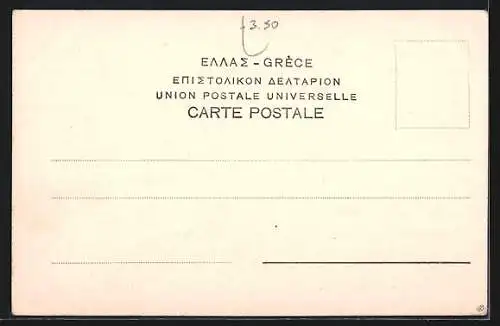 3.50
ΕΛΛΑΣ - GRÈCE
ΕΠΙΣΤΟΛΙΚΟΝ ΔΕΛΤΑΡΙΟΝ
UNION POSTALE UNIVERSELLE
CARTE POSTALE